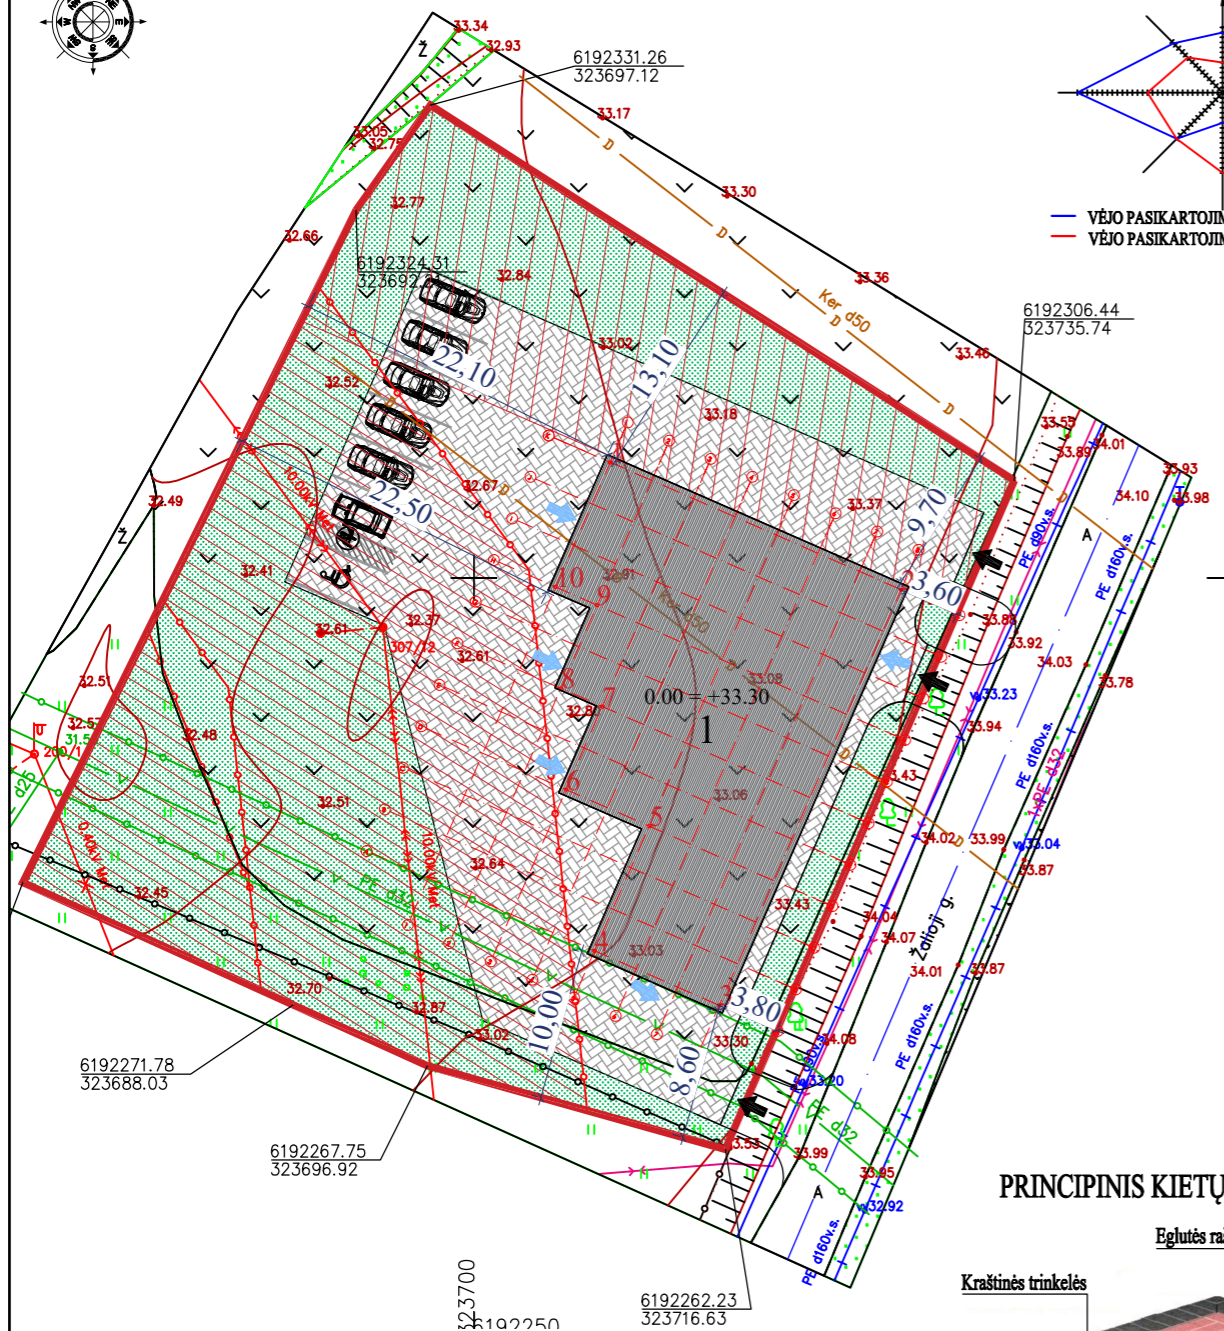 33.34
32.93
Ž
6192331.26
323697.12
33.17
33.05
32.75
D
33.30
32.77
VĖJO PASIKARTOJIM
VĖJO PASIKARTOJIM
32.66
D
6192324.31
32.84
33.36
Ker d50
D
6192306.44
323735.74
33.02
33.46
22,10
13,10
32.52
D
33.18
33.55
34.01
33.89
33.93
32.67
34.10
33.98
32.49
22,50
D
33.37
9,70
D
A
Ž
PE d90v.s.
PE d160v.s.
10
32.91
32.41
9
3,60
32.37
33.88
32.61
307/12
32.61
33.92
34.03
33.08
33.78
32.51
8
7
0.00 = +33.30
33.23
1
33.94
32.57
32.48
200/1
D
PE d160v.s.
1xPE d32
d25
6
33.06
33.43
32.51
5
34.02
33.99
33.04
D
33.87
0.40kV
10.00kV
32.64
32.45
PE d32
V
33.43
34.04
34.07
Žalioji g.
4
33.03
34.01
33.87
32.70
32.87
3,80
33.02
10,00
33.30
34.08
PE d160v.s.
6192271.78
323688.03
8,60
33.20
PE d32
33.53
6192267.75
323696.92
33.99
33.95
A
32.92
PRINCIPINIS KIETŲ
PE d160v.s.
Eglutės ra
Kraštinės trinkelės
323700
6192250
6192262.23
323716.63